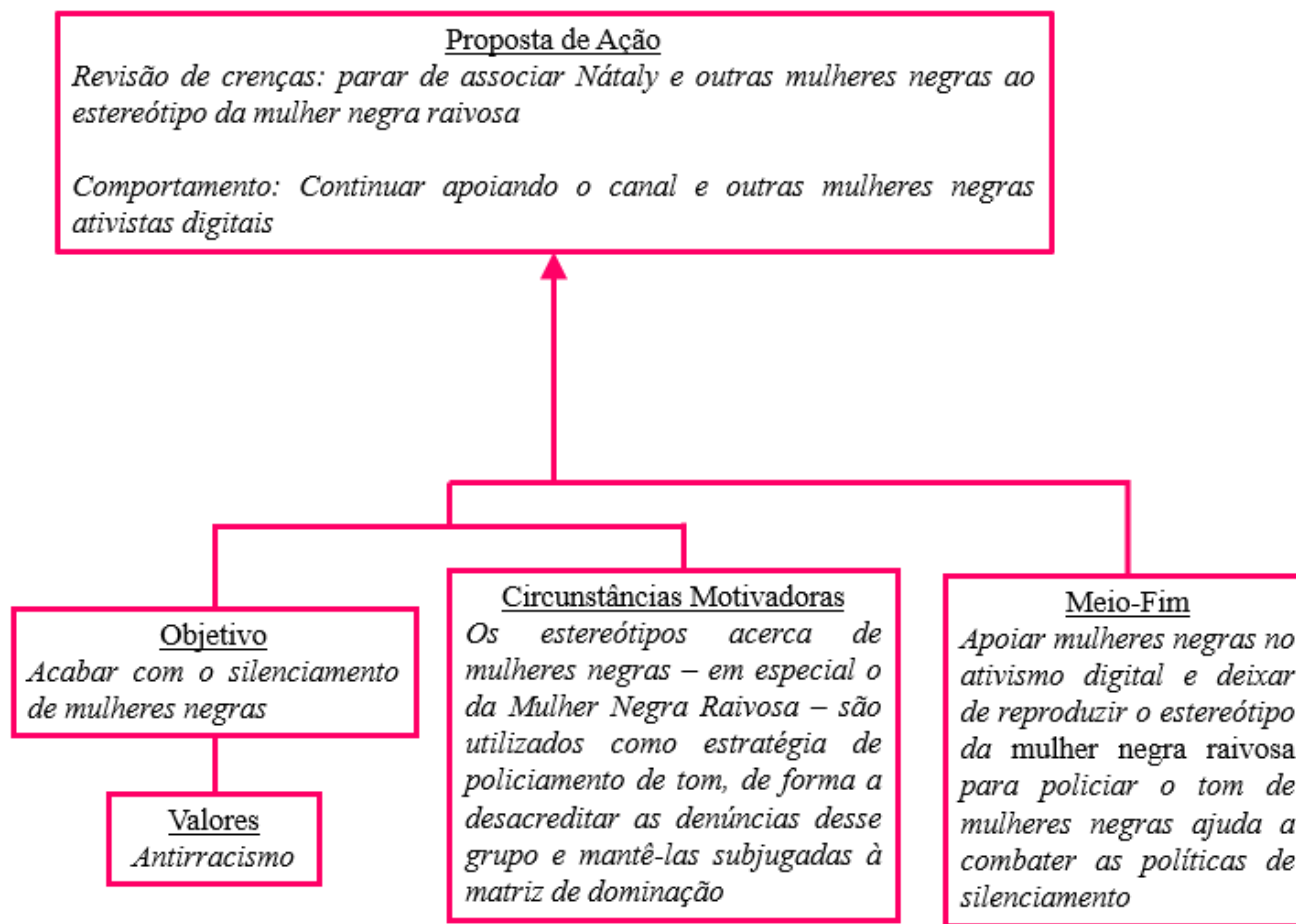 Proposta de Ação
Revisão de crenças: parar de associar Nátaly e outras mulheres negras ao
estereótipo da mulher negra raivosa
Comportamento: Continuar apoiando o canal e outras mulheres negras
ativistas digitais
Objetivo
Acabar com o silenciamento
de mulheres negras
Valores
Antirracismo
Circunstâncias Motivadoras
Os estereótipos acerca de
mulheres negras – em especial o
da Mulher Negra Raivosa – são
utilizados como estratégia de
policiamento de tom, de forma a
desacreditar as denúncias desse
grupo e mantê-las subjugadas à
matriz de dominação
Meio-Fim
Apoiar mulheres negras no
ativismo digital e deixar
de reproduzir o estereótipo
da mulher negra raivosa
para policiar o tom de
mulheres negras ajuda a
combater as políticas de
silenciamento